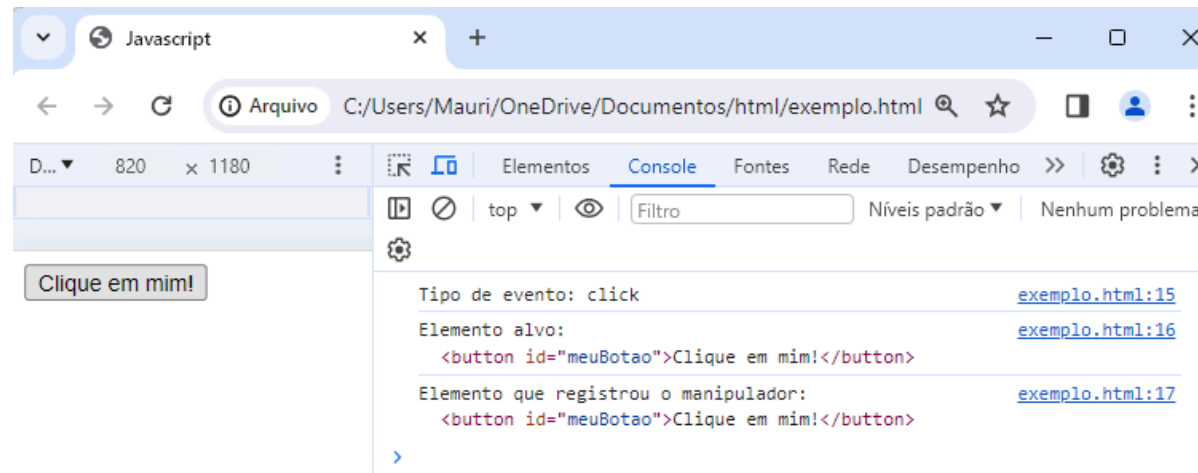 Javascript
Arquivo C:/Users/Mauri/OneDrive/Documentos/html/exemplo.html
D... 820 × 1180
Elementos Console Fontes Rede Desempenho
top Filtro Níveis padrão Nenhum problema
Clique em mim!
Tipo de evento: click exemplo.html:15
Elemento alvo: exemplo.html:16
<button id="meuBotao">Clique em mim!</button>
Elemento que registrou o manipulador: exemplo.html:17
<button id="meuBotao">Clique em mim!</button>